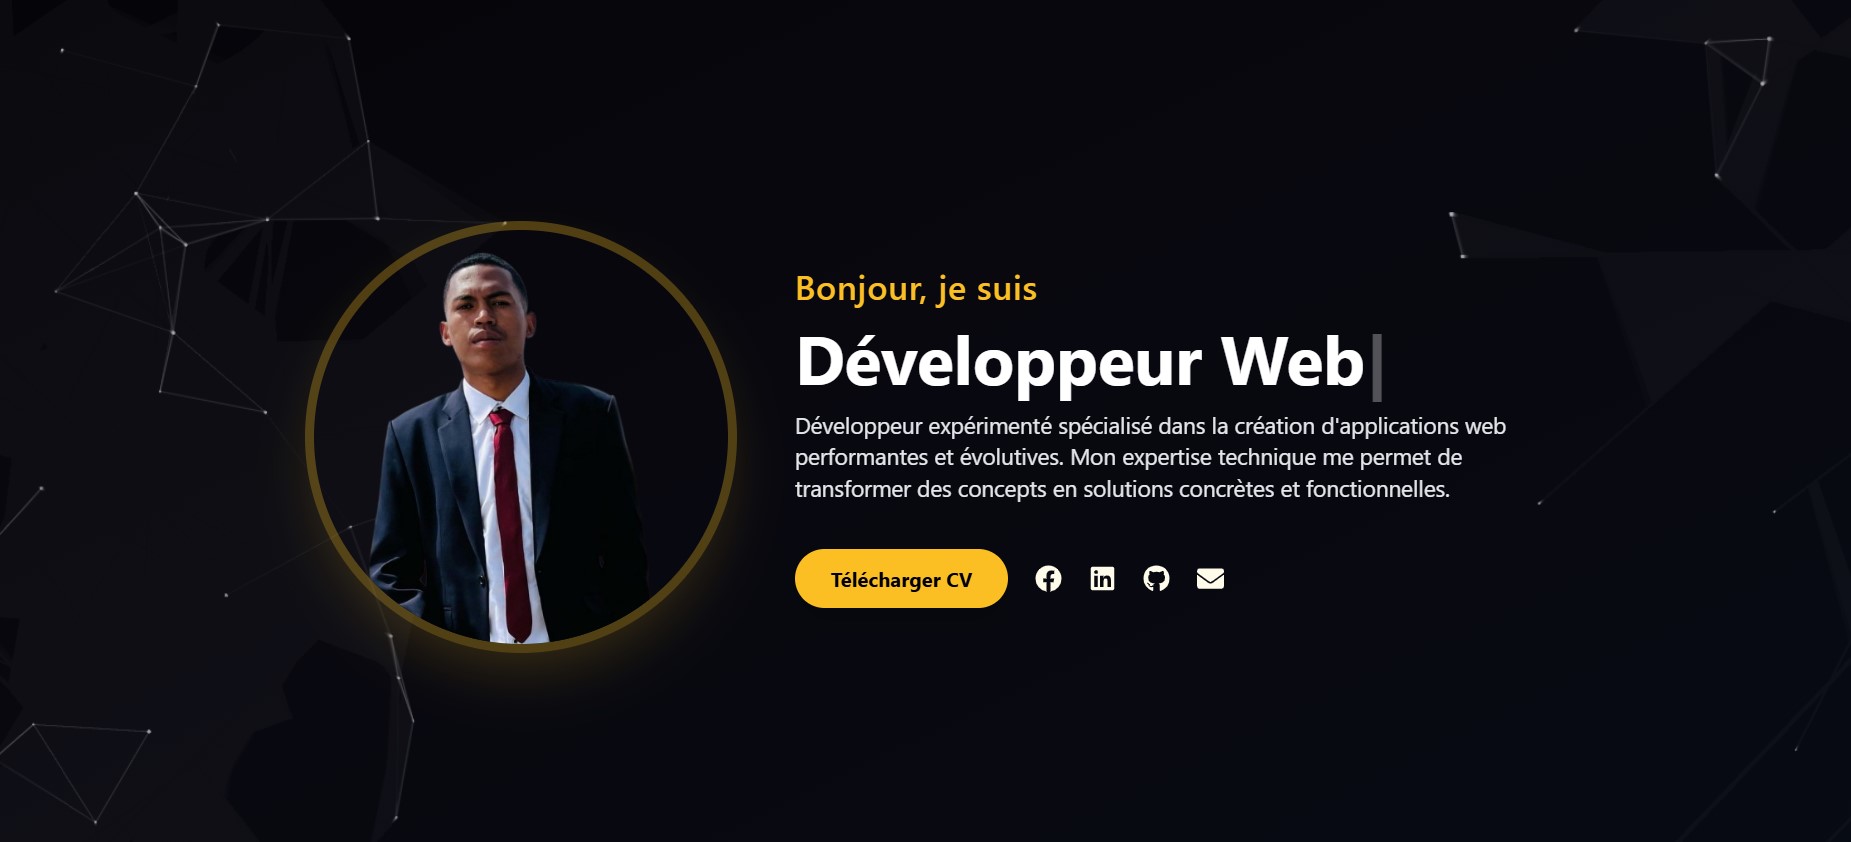 Bonjour, je suis
Développeur Web|
Développeur expérimenté spécialisé dans la création d'applications web
performantes et évolutives. Mon expertise technique me permet de
transformer des concepts en solutions concrètes et fonctionnelles.
Télécharger CV
in